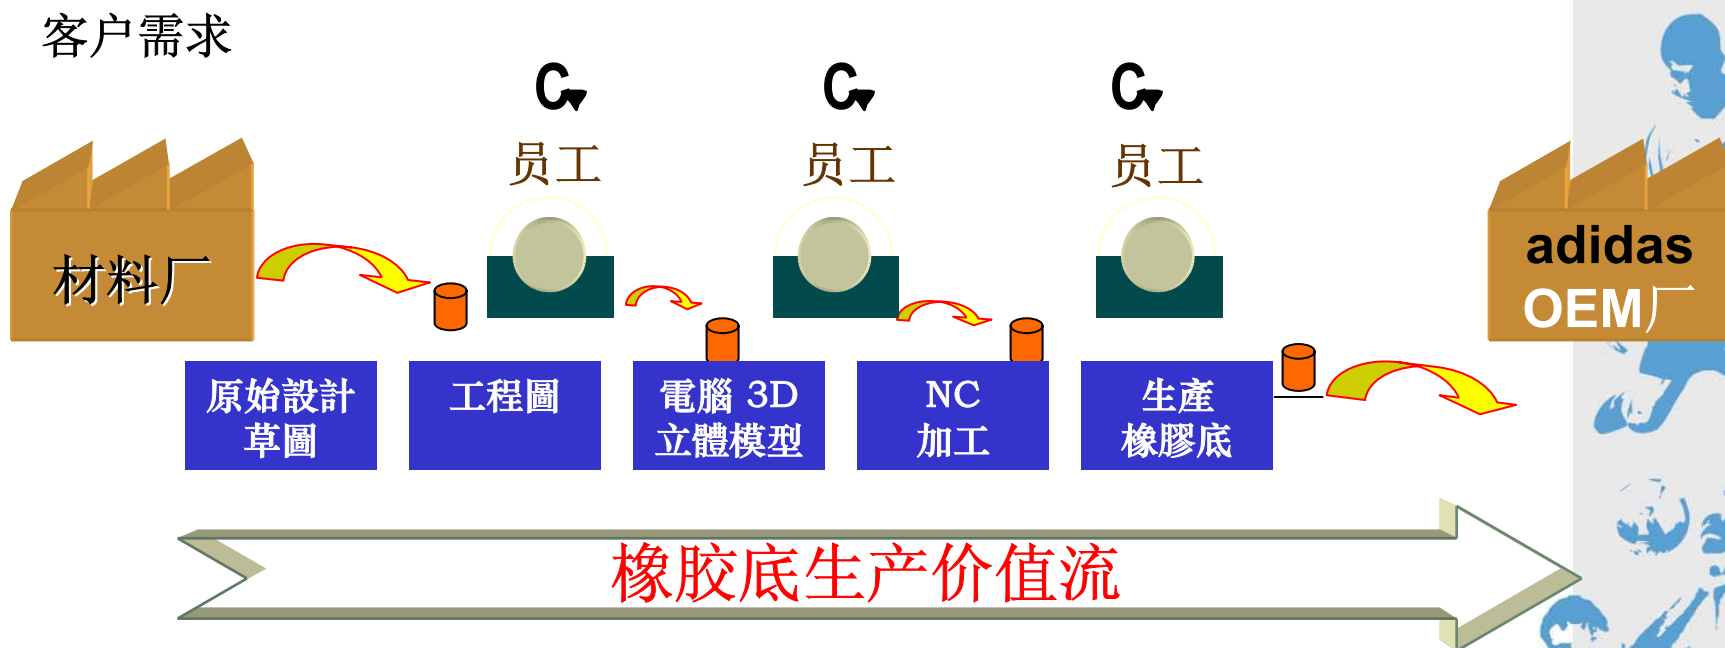 客户需求
C
C
C
员工
员工
员工
材料厂
adidas
OEM厂
原始設計
草圖
工程圖
電腦 3D
立體模型
NC
加工
生產
橡膠底
橡胶底生产价值流